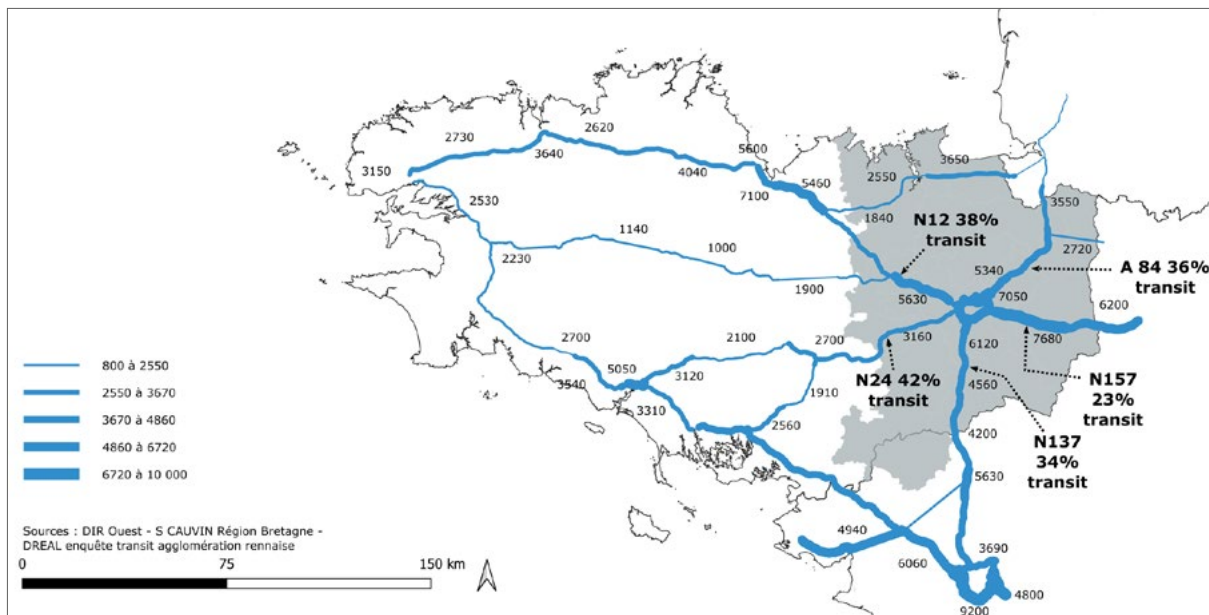 2620
2730
3640
3150
4040
5600
7100
5460
2550
3650
1840
3550
2720
2530
2230
1140
1000
1900
N12 38%
transit
5340
A 84 36%
transit
5630
7050
6200
7680
2700
2100
2700
3160
6120
5050
3120
3540
3310
1910
N24 42%
transit
4560
N157
23%
transit
2560
4200
N137
34%
transit
5630
4940
6060
3690
4800
9200
800 à 2550
2550 à 3670
3670 à 4860
4860 à 6720
6720 à 10 000
Sources : DIR Ouest - S CAUVIN Région Bretagne -
DREAL enquête transit agglomération rennaise
0 75 150 km